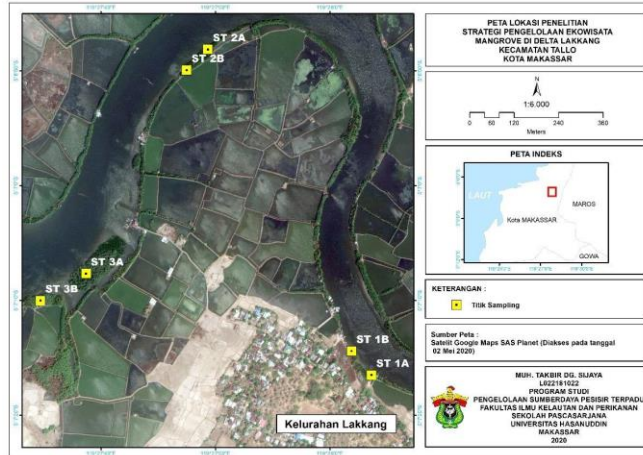 ST 2A
ST 2B
ST 3A
ST 3B
ST 1B
ST 1A
Kelurahan Lakkang
PETA LOKASI PENELITIAN
STRATEGI PENGELOLAAN EKOWISATA
MANGROVE DI DELTA LAKKANG
KECAMATAN TALLO
KOTA MAKASSAR
N
1:6.000
0 60 120 240 360
Meters
PETA INDEKS
LAUT
MAROS
Kota MAKASSAR
GOWA
KETERANGAN :
Titik Sampling
Sumber Peta :
Satelit Google Maps SAS Planet (Diakses pada tanggal
02 Mei 2020)
MUH. TAKBIR DG. SIJAYA
L022181022
PROGRAM STUDI
PENGELOLAAN SUMBERDAYA PESISIR TERPADU
FAKULTAS ILMU KELAUTAN DAN PERIKANAN
SEKOLAH PASCASARJANA
UNIVERSITAS HASANUDDIN
MAKASSAR
2020